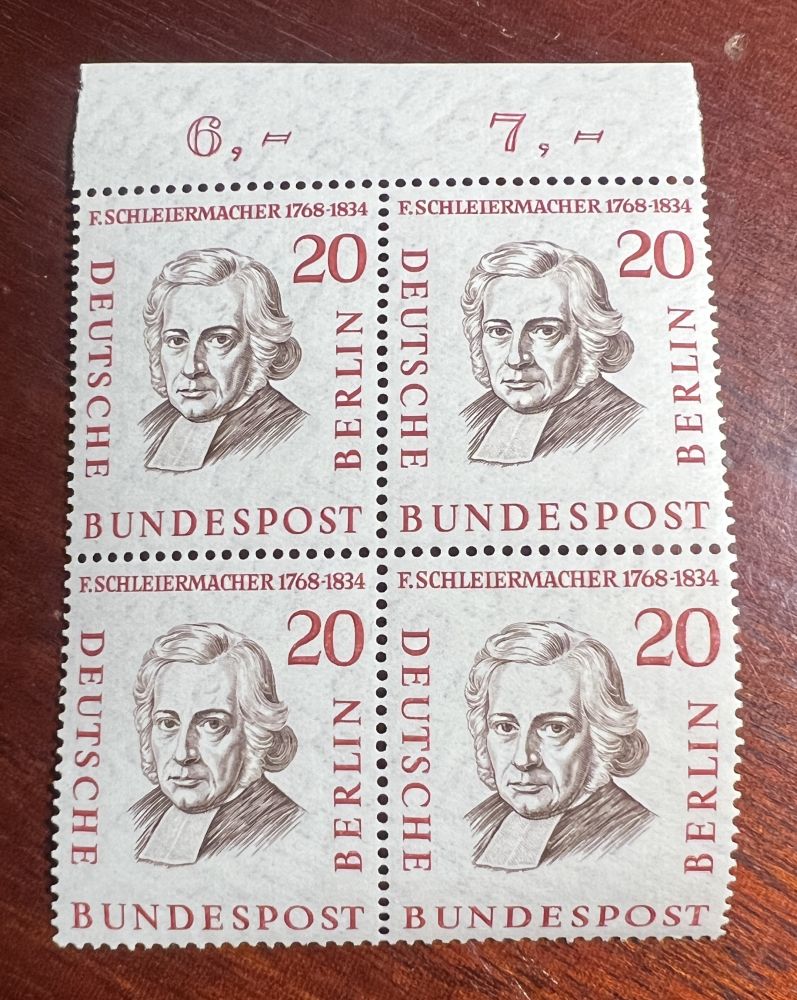 6,- 7,-
F. SCHLEIERMACHER 1768-1834
20
DEUTSCHE
BERLIN
BUNDESPOST
F. SCHLEIERMACHER 1768-1834
20
DEUTSCHE
BERLIN
BUNDESPOST
F. SCHLEIERMACHER 1768-1834
20
DEUTSCHE
BERLIN
BUNDESPOST
F. SCHLEIERMACHER 1768-1834
20
DEUTSCHE
BERLIN
BUNDESPOST